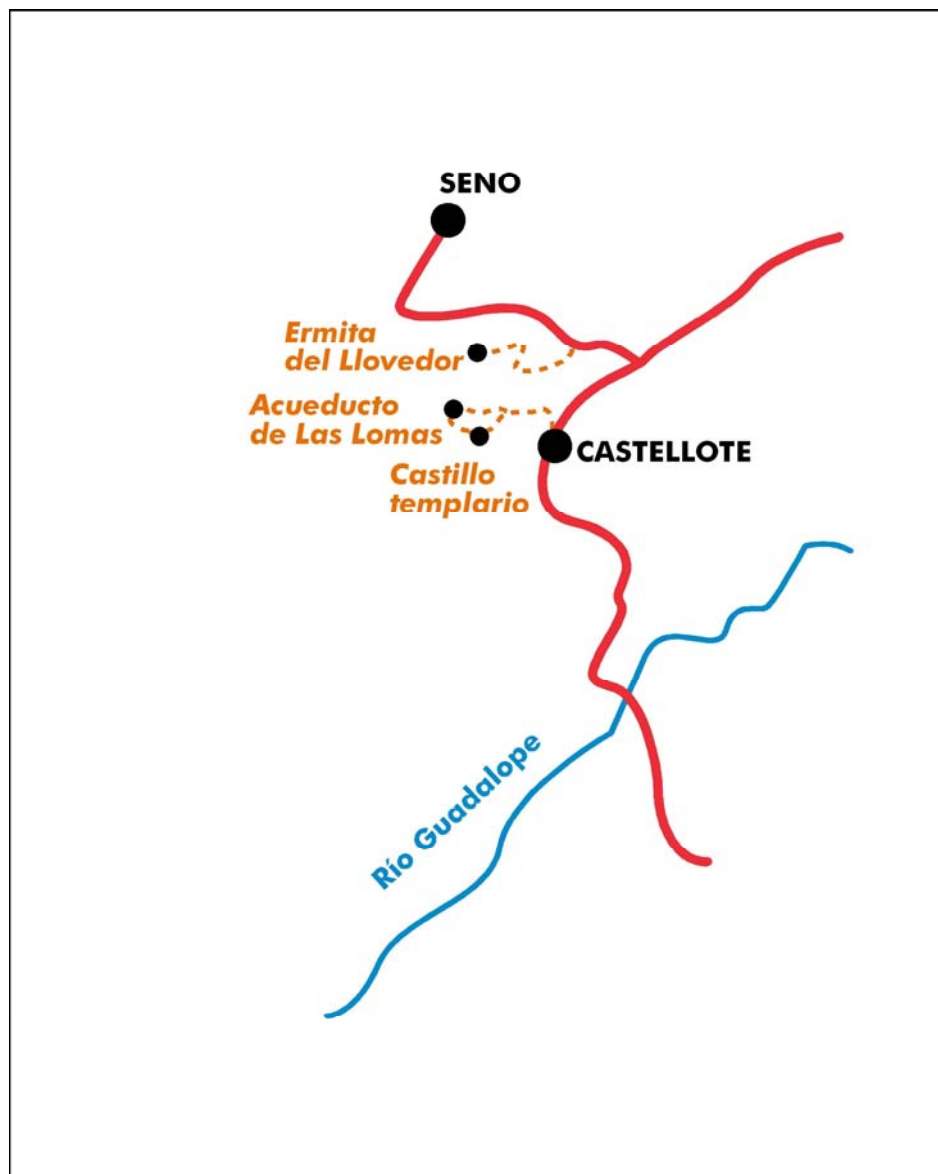 SENO
Ermita
del Llovedor
Acueducto
de Las Lomas
CASTELLOTE
Castillo
templario
Río Guadalope